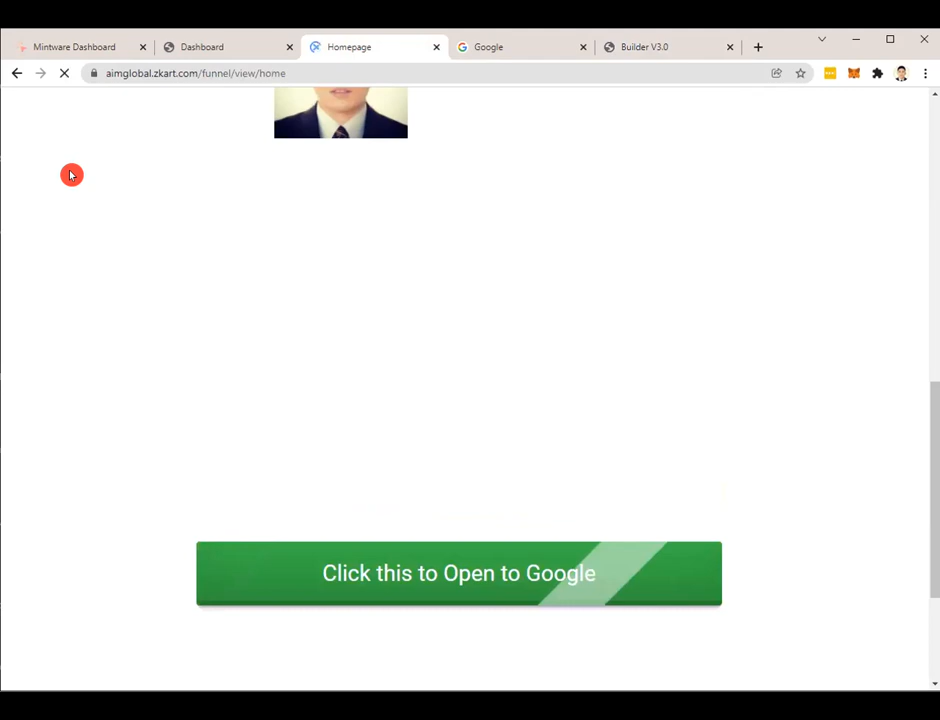 Mintware Dashboard
Dashboard
Homepage
Google
Builder V3.0
aimglobal.zkart.com/funnel/view/home
Click this to Open to Google